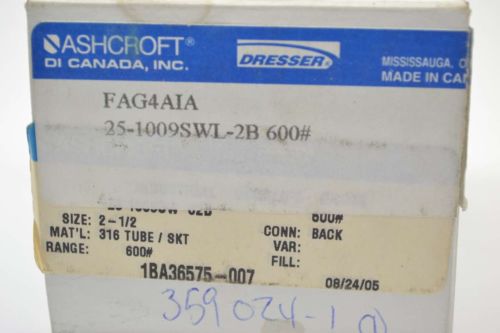 ASHCROFT
DI CANADA, INC.
DRESSER
MISSISSAUGA,
MADE IN CAN
FAG4AIA
25-1009SWL-2B 600#
600#
SIZE: 2-1/2
CONN: BACK
MAT'L: 316 TUBE / SKT
VAR:
RANGE: 600#
FILL:
1BA36575-007
08/24/05
359024-1